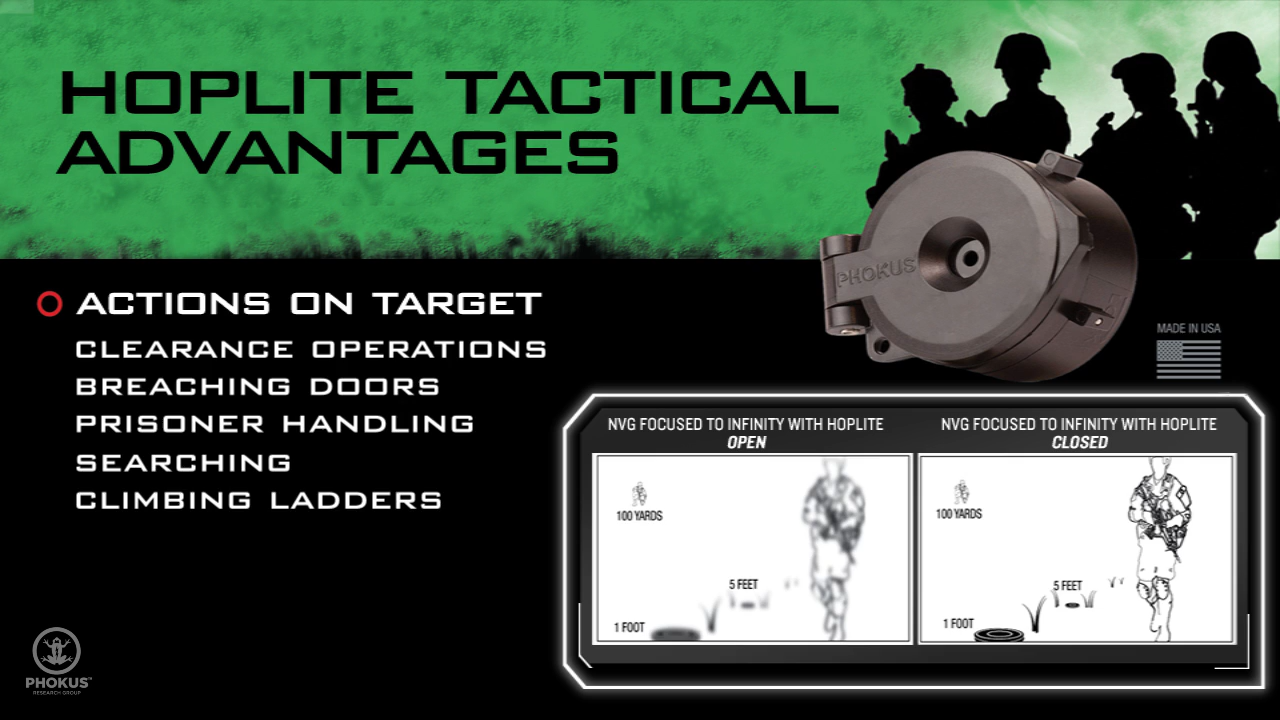 HOPLITE TACTICAL
ADVANTAGES
PHOKUS
MADE IN USA
ACTIONS ON TARGET
CLEARANCE OPERATIONS
BREACHING DOORS
PRISONER HANDLING
SEARCHING
CLIMBING LADDERS
NVG FOCUSED TO INFINITY WITH HOPLITE
OPEN
100 YARDS
5 FEET
1 FOOT
NVG FOCUSED TO INFINITY WITH HOPLITE
CLOSED
100 YARDS
5 FEET
1 FOOT
PHOKUS™
RESEARCH GROUP